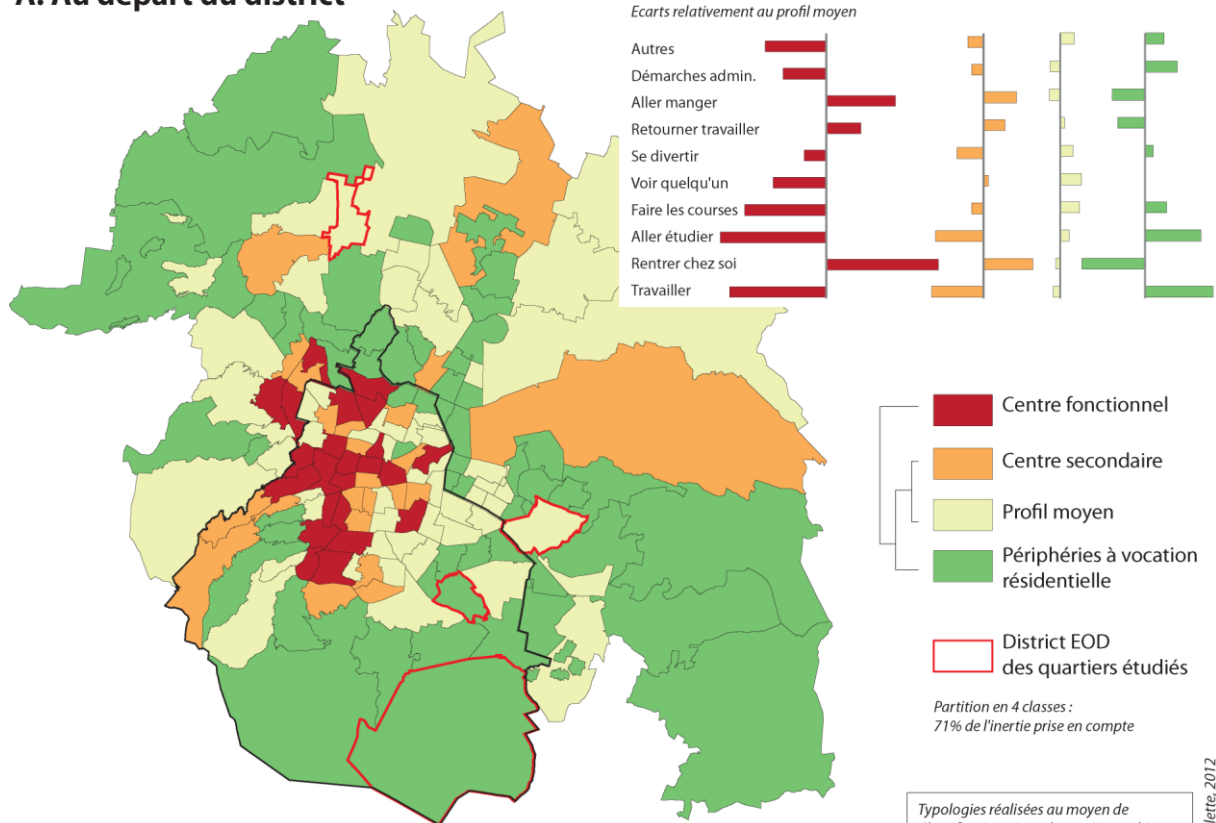 A. Au départ du district
Ecarts relativement au profil moyen
Autres
Démarches admin.
Aller manger
Retourner travailler
Se divertir
Voir quelqu'un
Faire les courses
Aller étudier
Rentrer chez soi
Travailler
Centre fonctionnel
Centre secondaire
Profil moyen
Périphéries à vocation
résidentielle
District EOD
des quartiers étudiés
Partition en 4 classes :
71% de l'inertie prise en compte
Typologies réalisées au moyen de
lette, 2012